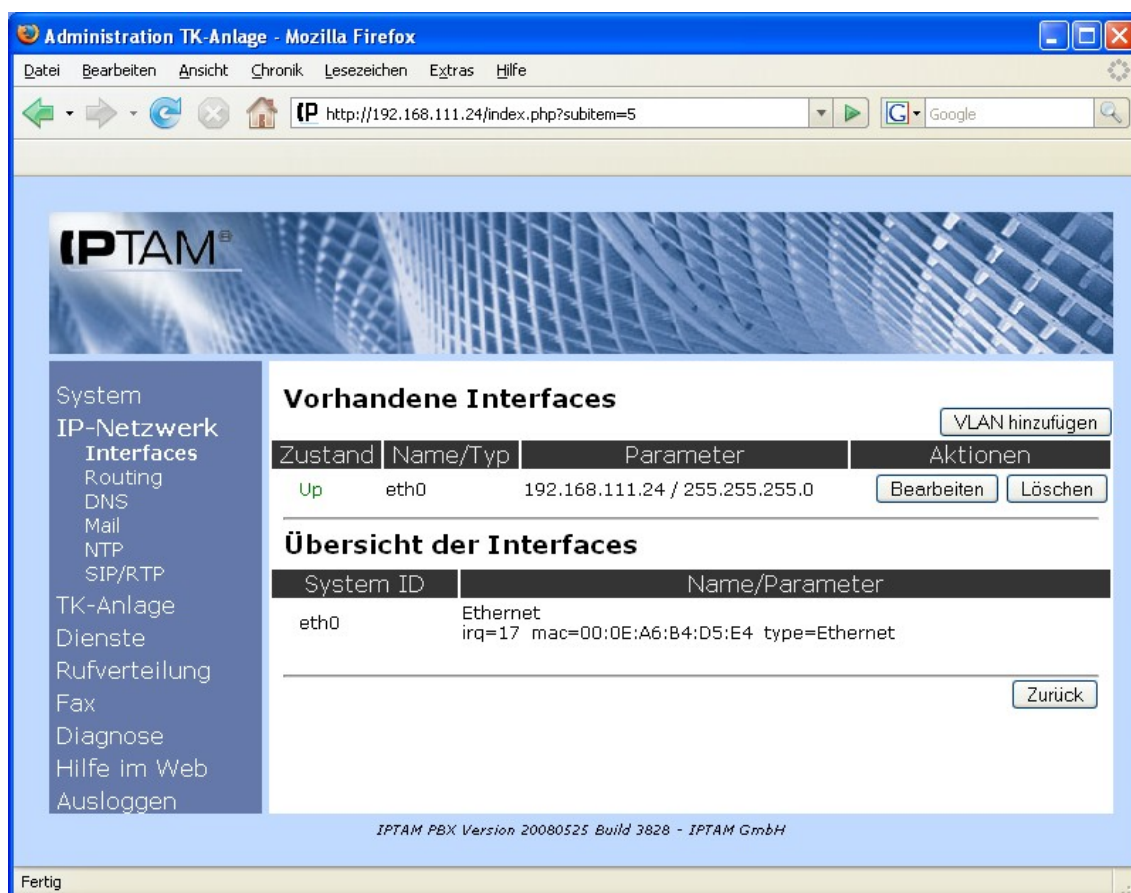 Administration TK-Anlage - Mozilla Firefox
Datei Bearbeiten Ansicht Chronik Lesezeichen Extras Hilfe
http://192.168.111.24/index.php?subitem=5 G Google
IPTAM®
System
IP-Netzwerk
Interfaces
Routing
DNS
Mail
NTP
SIP/RTP
TK-Anlage
Dienste
Rufverteilung
Fax
Diagnose
Hilfe im Web
Ausloggen
Vorhandene Interfaces
VLAN hinzufügen
Zustand Name/Typ Parameter Aktionen
Up eth0 192.168.111.24 / 255.255.255.0 Bearbeiten Löschen
Übersicht der Interfaces
System ID Name/Parameter
eth0 Ethernet
irq=17 mac=00:0E:A6:B4:D5:E4 type=Ethernet
Zurück
IPTAM PBX Version 20080525 Build 3828 - IPTAM GmbH
Fertig